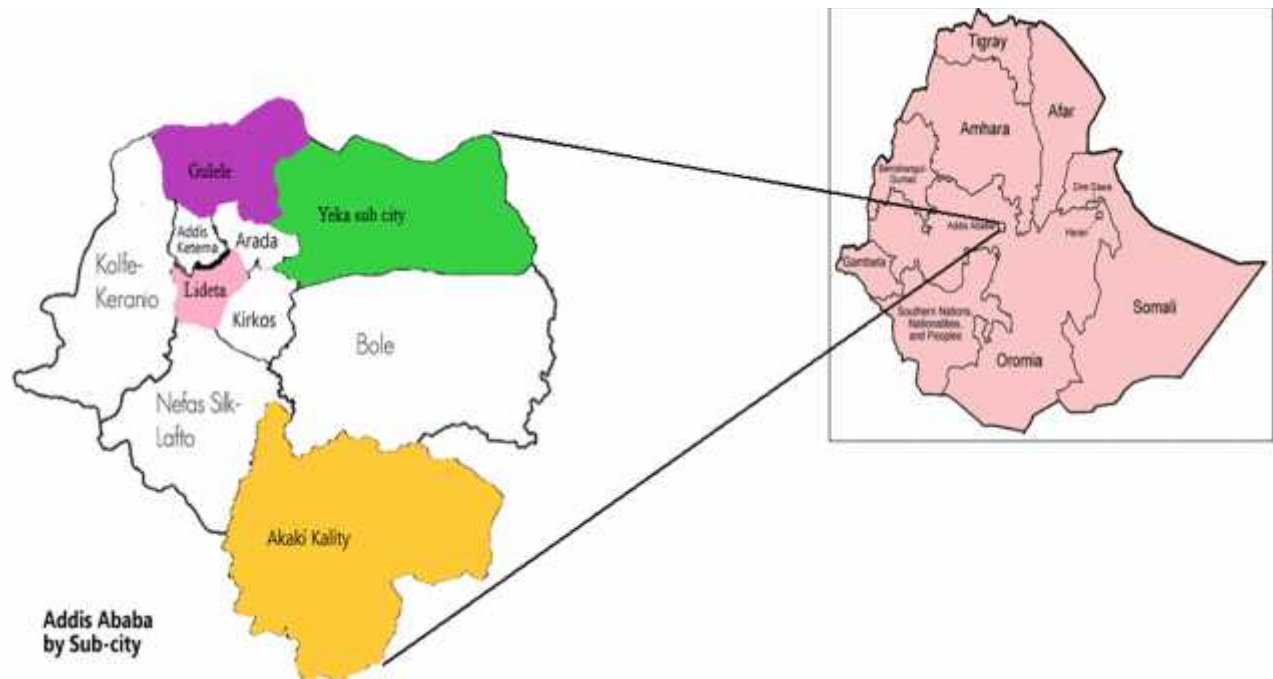 Gulele
Yeka sub city
Addis
Ketema
Arada
Kolfe-
Keranio
Lideta
Kirkos
Bole
Nefas Silk-
Lafto
Akaki Kality
Addis Ababa
by Sub-city
Tigray
Afar
Amhara
Gumaz
Dire Dawa
Addis Ababa
Harari
Gambela
Somali
Southern Nations,
Nationalities,
and Peoples
Oromia